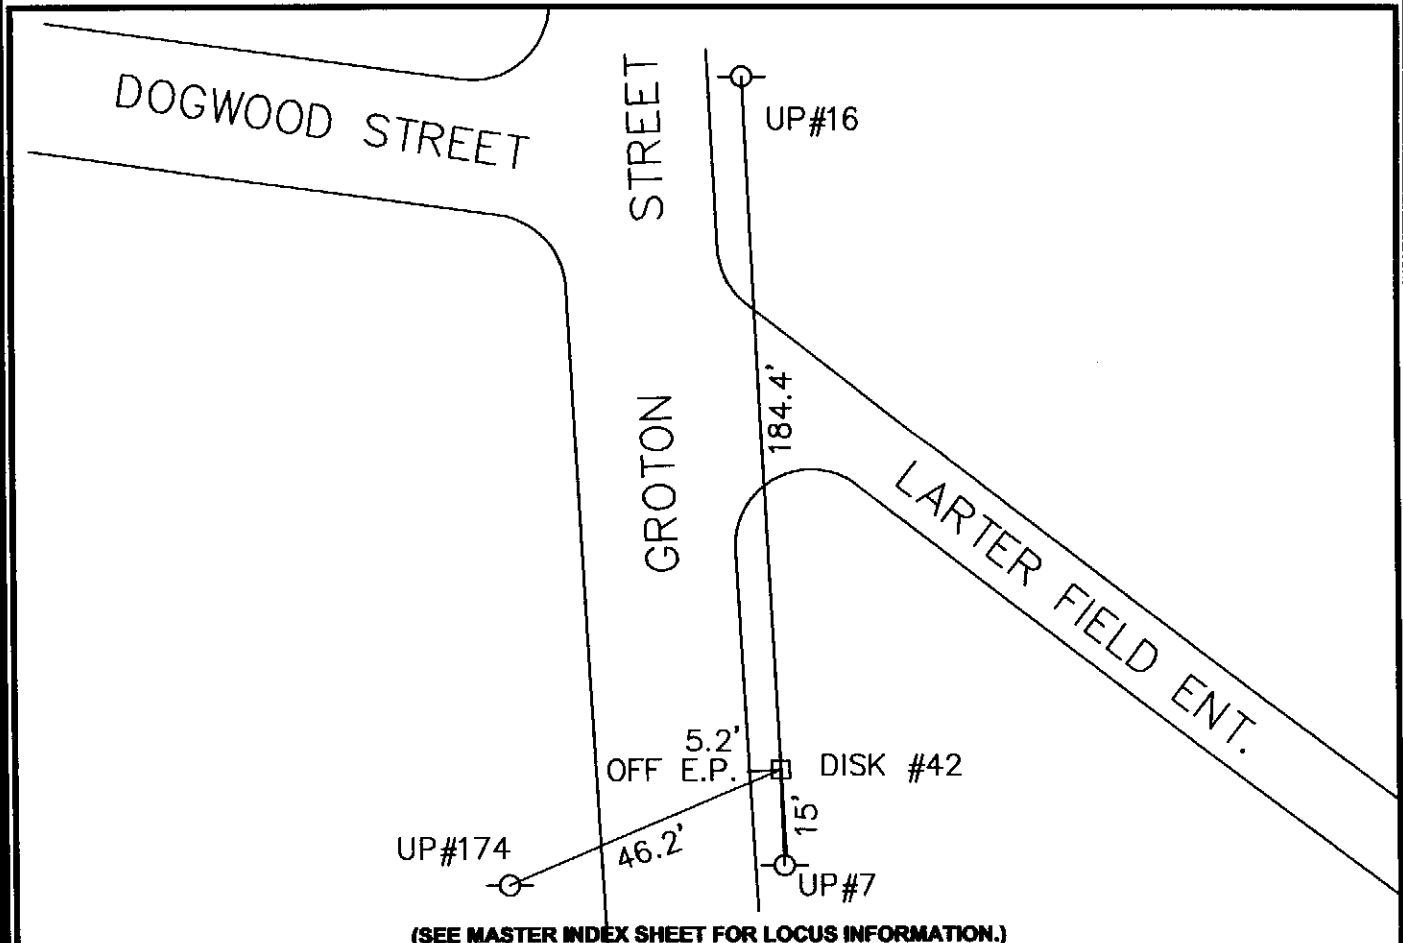 DOGWOOD STREET
STREET
UP#16
184.4'
GROTON
LARTER FIELD ENT.
5.2'
OFF E.P.
DISK #42
15'
46.2'
UP#174
UP#7
(SEE MASTER INDEX SHEET FOR LOCUS INFORMATION.)